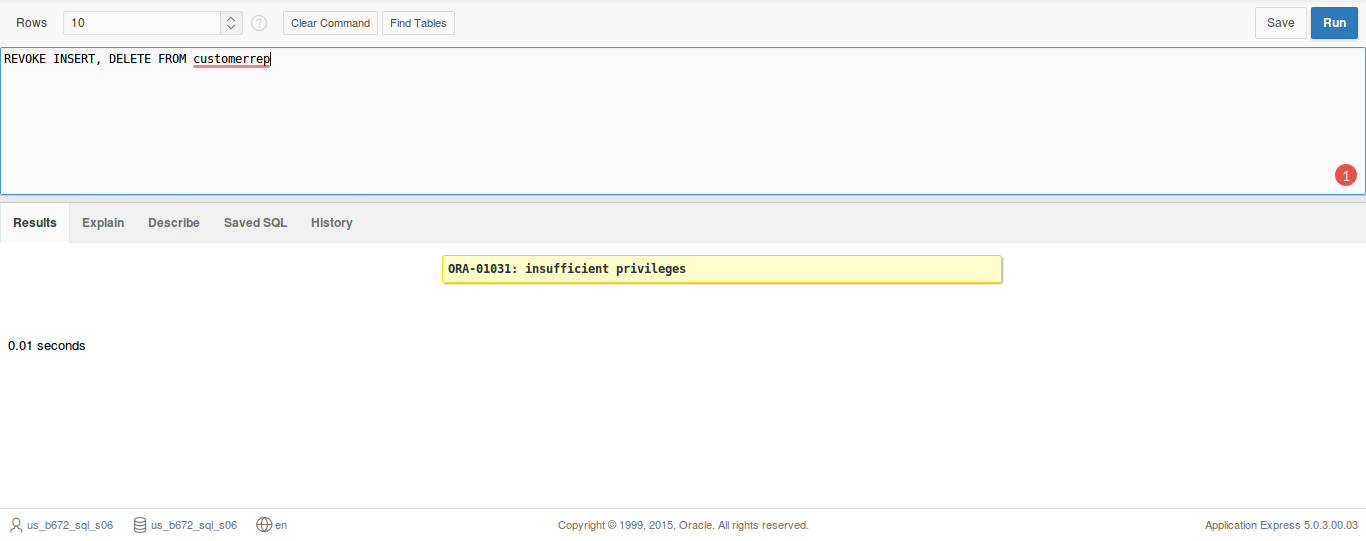 Rows 10 ? Clear Command Find Tables Save Run
REVOKE INSERT, DELETE FROM customerrep
1
Results Explain Describe Saved SQL History
ORA-01031: insufficient privileges
0.01 seconds
us_b672_sql_s06 us_b672_sql_s06 en Copyright © 1999, 2015, Oracle. All rights reserved. Application Express 5.0.3.00.03